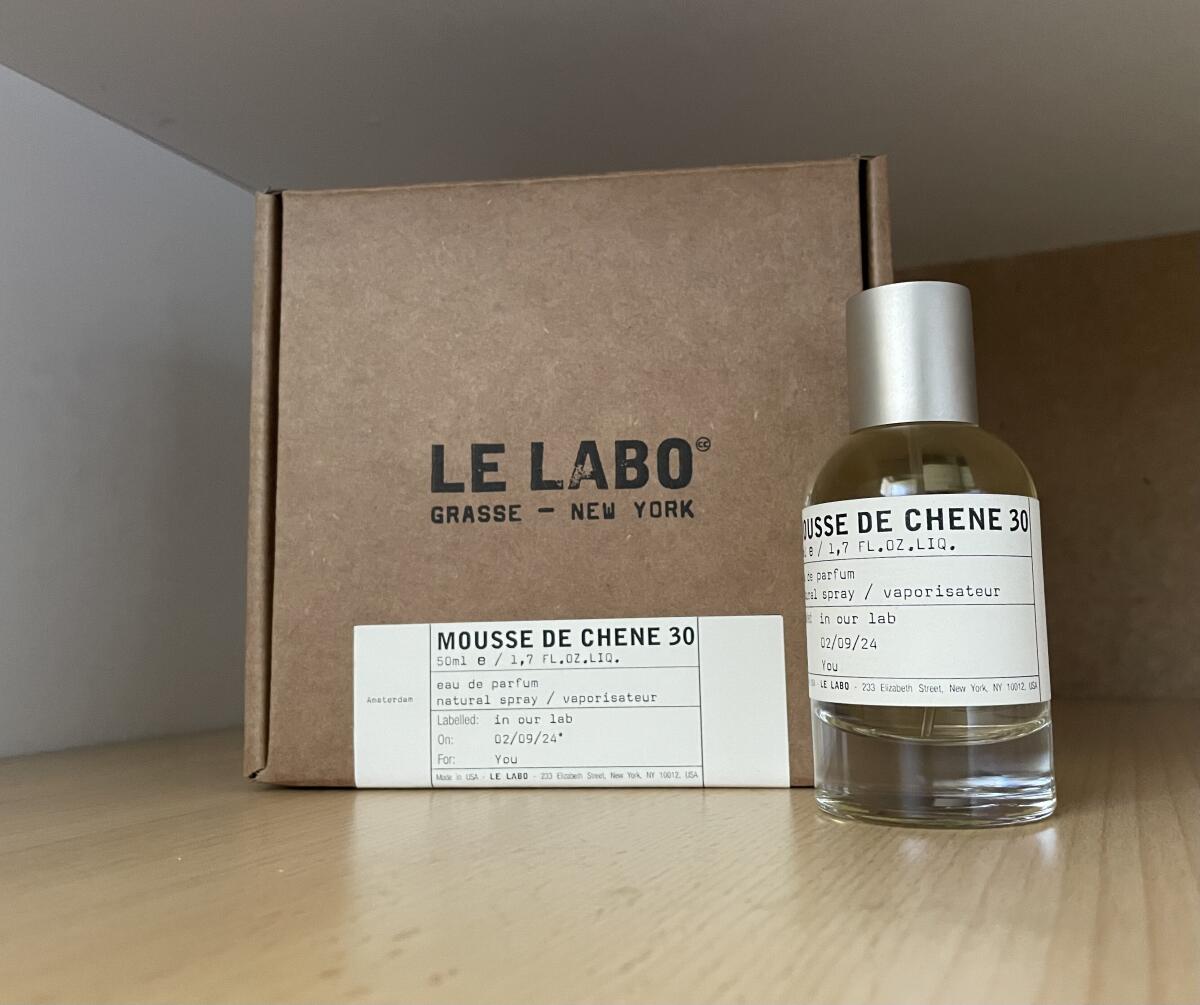 LE LABO
GRASSE — NEW YORK
MOUSSE DE CHENE 30
50ml e / 1,7 FL.OZ.LIQ.
eau de parfum
natural spray / vaporisateur
Amsterdam
Labelled: in our lab
On: 02/09/24*
For: You
Made in USA - LE LABO - 233 Elizabeth Street, New York, NY 10012, USA
OUSSE DE CHENE 30
e / 1,7 FL.OZ.LIQ.
de parfum
ral spray / vaporisateur
in our lab
02/09/24
You
LE LABO - 233 Elizabeth Street, New York, NY 10012, USA